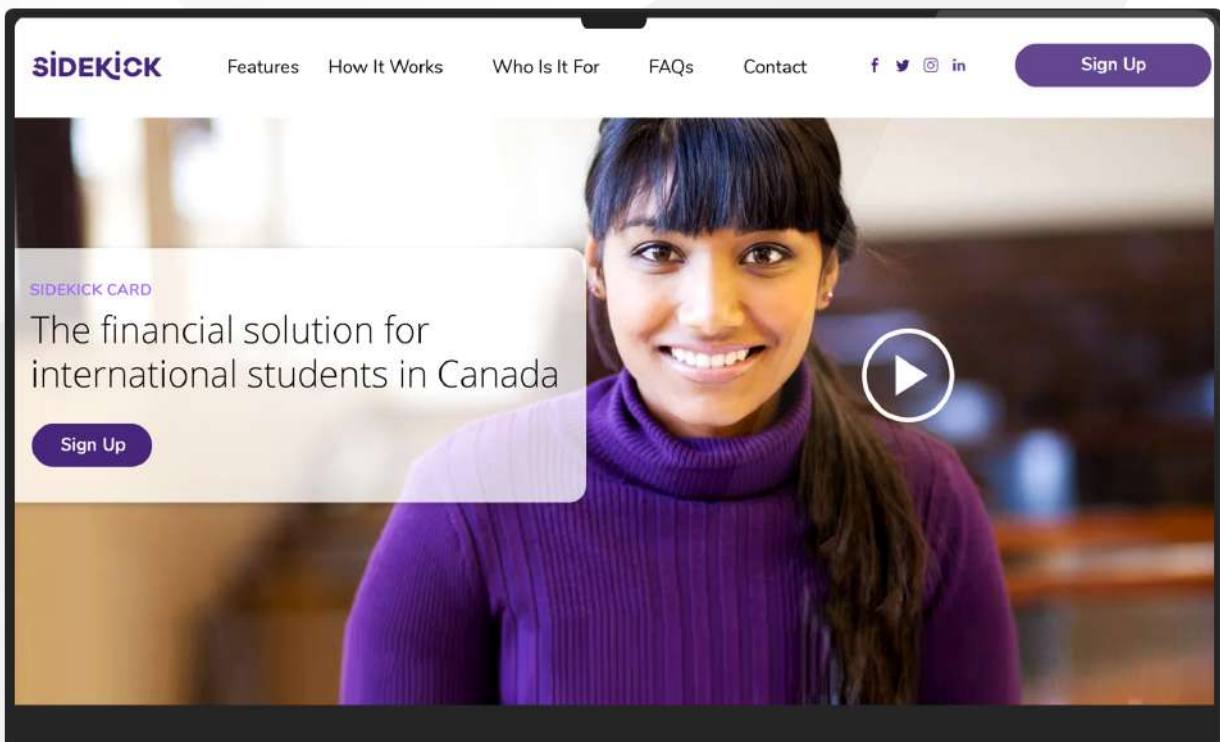 SIDEKICK
Features How It Works Who Is It For FAQs Contact f in Sign Up
SIDEKICK CARD
The financial solution for
international students in Canada
Sign Up